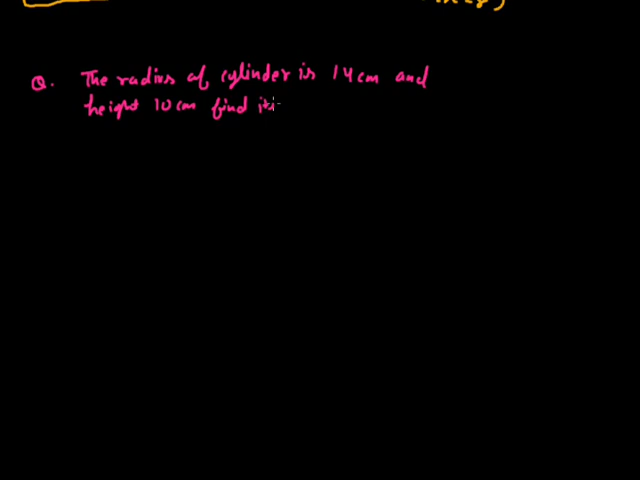 Q. The radius of cylinder is 14 cm and
height 10 cm find its